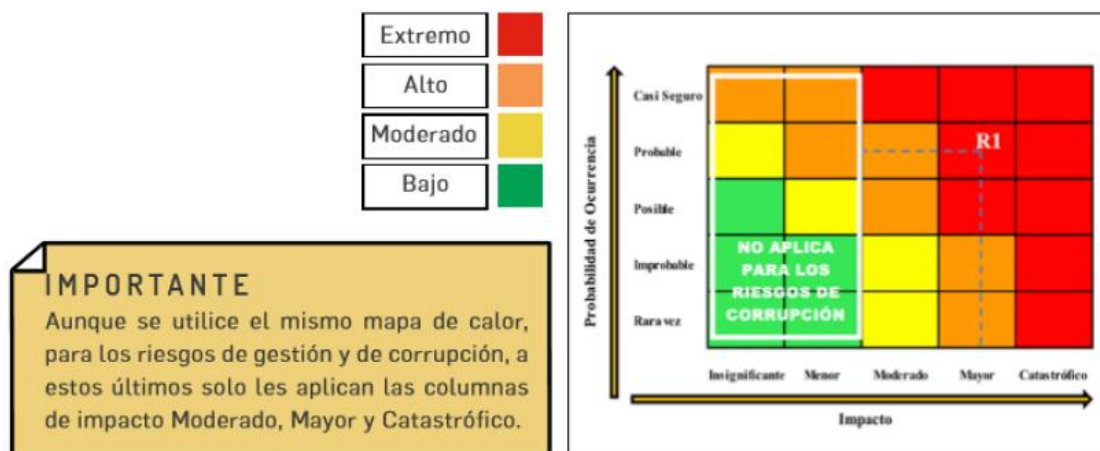 Extremo
Alto
Moderado
Bajo
IMPORTANTE
Aunque se utilice el mismo mapa de calor,
para los riesgos de gestión y de corrupción, a
estos últimos solo les aplican las columnas
de impacto Moderado, Mayor y Catastrófico.
Probabilidad de Ocurrencia
Casi Seguro
Probable
Posible
Improbable
Rara vez
R1
NO APLICA
PARA LOS
RIESGOS DE
CORRUPCIÓN
Insignificante Menor Moderado Mayor Catastrófico
Impacto